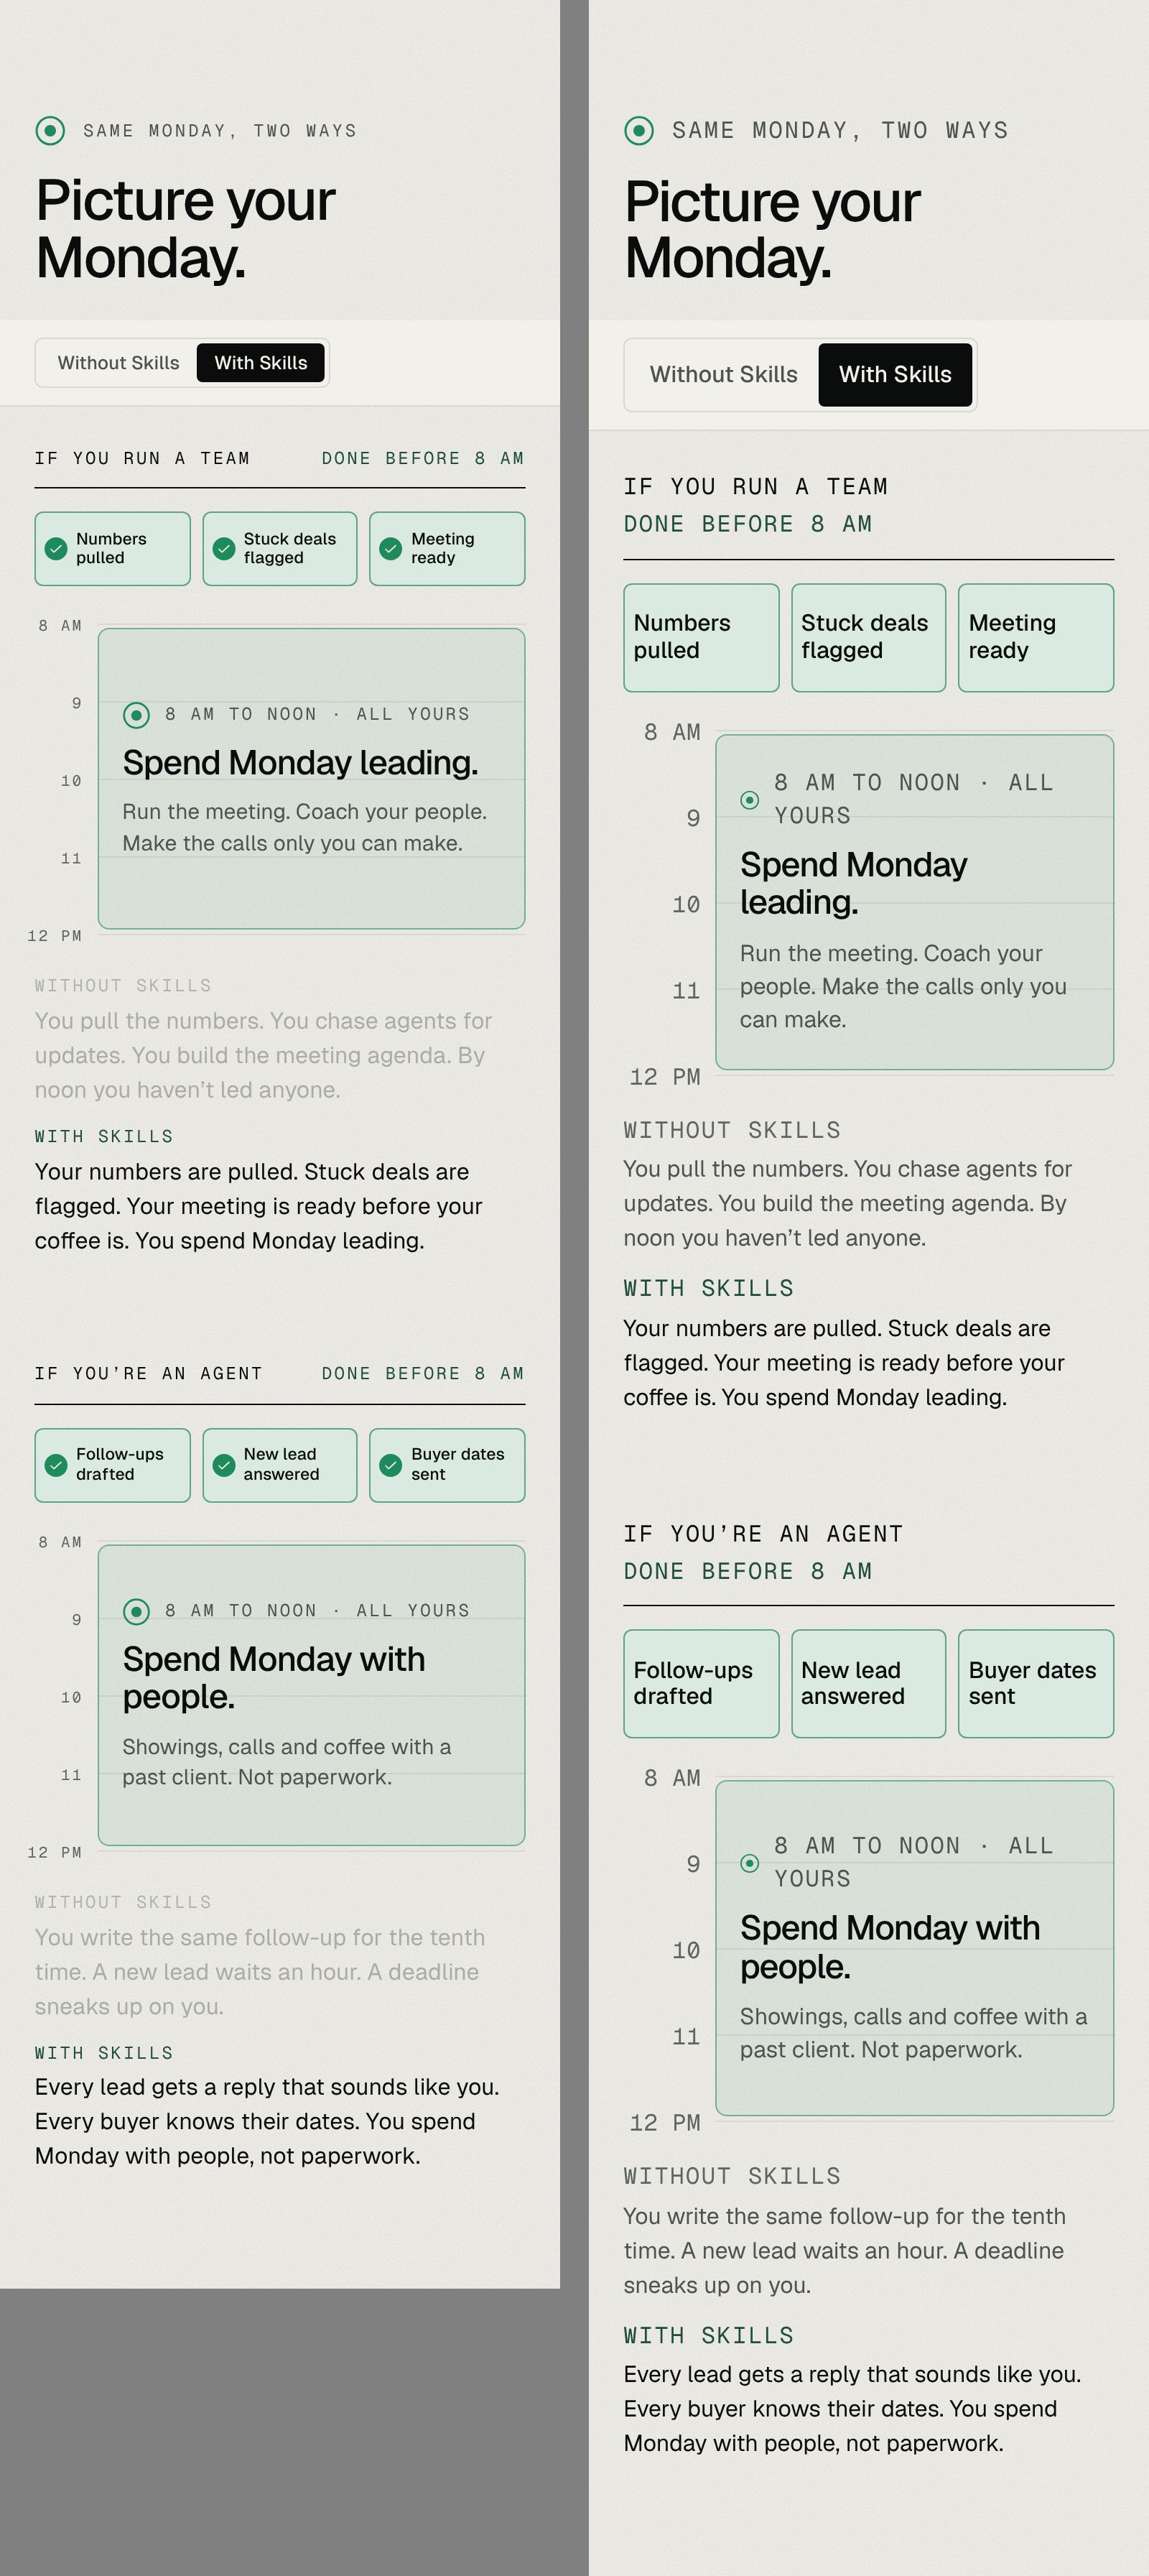 SAME MONDAY, TWO WAYS
Picture your
Monday.
Without Skills
With Skills
IF YOU RUN A TEAM
DONE BEFORE 8 AM
Numbers
pulled
Stuck deals
flagged
Meeting
ready
8 AM
9
10
11
12 PM
8 AM TO NOON · ALL YOURS
Spend Monday leading.
Run the meeting. Coach your people.
Make the calls only you can make.
WITHOUT SKILLS
You pull the numbers. You chase agents for
updates. You build the meeting agenda. By
noon you haven’t led anyone.
WITH SKILLS
Your numbers are pulled. Stuck deals are
flagged. Your meeting is ready before your
coffee is. You spend Monday leading.
IF YOU’RE AN AGENT
DONE BEFORE 8 AM
Follow-ups
drafted
New lead
answered
Buyer dates
sent
8 AM
9
10
11
12 PM
8 AM TO NOON · ALL YOURS
Spend Monday with
people.
Showings, calls and coffee with a
past client. Not paperwork.
WITHOUT SKILLS
You write the same follow-up for the tenth
time. A new lead waits an hour. A deadline
sneaks up on you.
WITH SKILLS
Every lead gets a reply that sounds like you.
Every buyer knows their dates. You spend
Monday with people, not paperwork.
SAME MONDAY, TWO WAYS
Picture your
Monday.
Without Skills
With Skills
IF YOU RUN A TEAM
DONE BEFORE 8 AM
Numbers
pulled
Stuck deals
flagged
Meeting
ready
8 AM
9
10
11
12 PM
8 AM TO NOON · ALL
YOURS
Spend Monday
leading.
Run the meeting. Coach your
people. Make the calls only you
can make.
WITHOUT SKILLS
You pull the numbers. You chase agents for
updates. You build the meeting agenda. By
noon you haven’t led anyone.
WITH SKILLS
Your numbers are pulled. Stuck deals are
flagged. Your meeting is ready before your
coffee is. You spend Monday leading.
IF YOU’RE AN AGENT
DONE BEFORE 8 AM
Follow-ups
drafted
New lead
answered
Buyer dates
sent
8 AM
9
10
11
12 PM
8 AM TO NOON · ALL
YOURS
Spend Monday with
people.
Showings, calls and coffee with a
past client. Not paperwork.
WITHOUT SKILLS
You write the same follow-up for the tenth
time. A new lead waits an hour. A deadline
sneaks up on you.
WITH SKILLS
Every lead gets a reply that sounds like you.
Every buyer knows their dates. You spend
Monday with people, not paperwork.